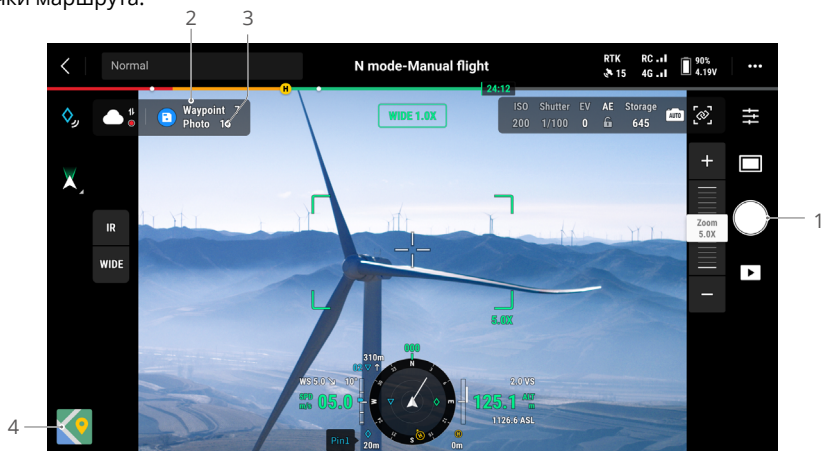 чки маршрута.
2 3
Normal
N mode-Manual flight
RTK 15
RC 4G
90%
4.19V
24:12
H
Waypoint 7
Photo 16
WIDE 1.0X
ISO Shutter EV AE Storage
200 1/100 0 645
AUTO
IR
WIDE
Zoom
5.0X
1
5.0X
000
310m
WS 5.0 10°
2.0 VS
SPD
m/s
05.0
N
W
E
S
125.1
ALT
m
1126.6 ASL
Pin1
20m
0m
4